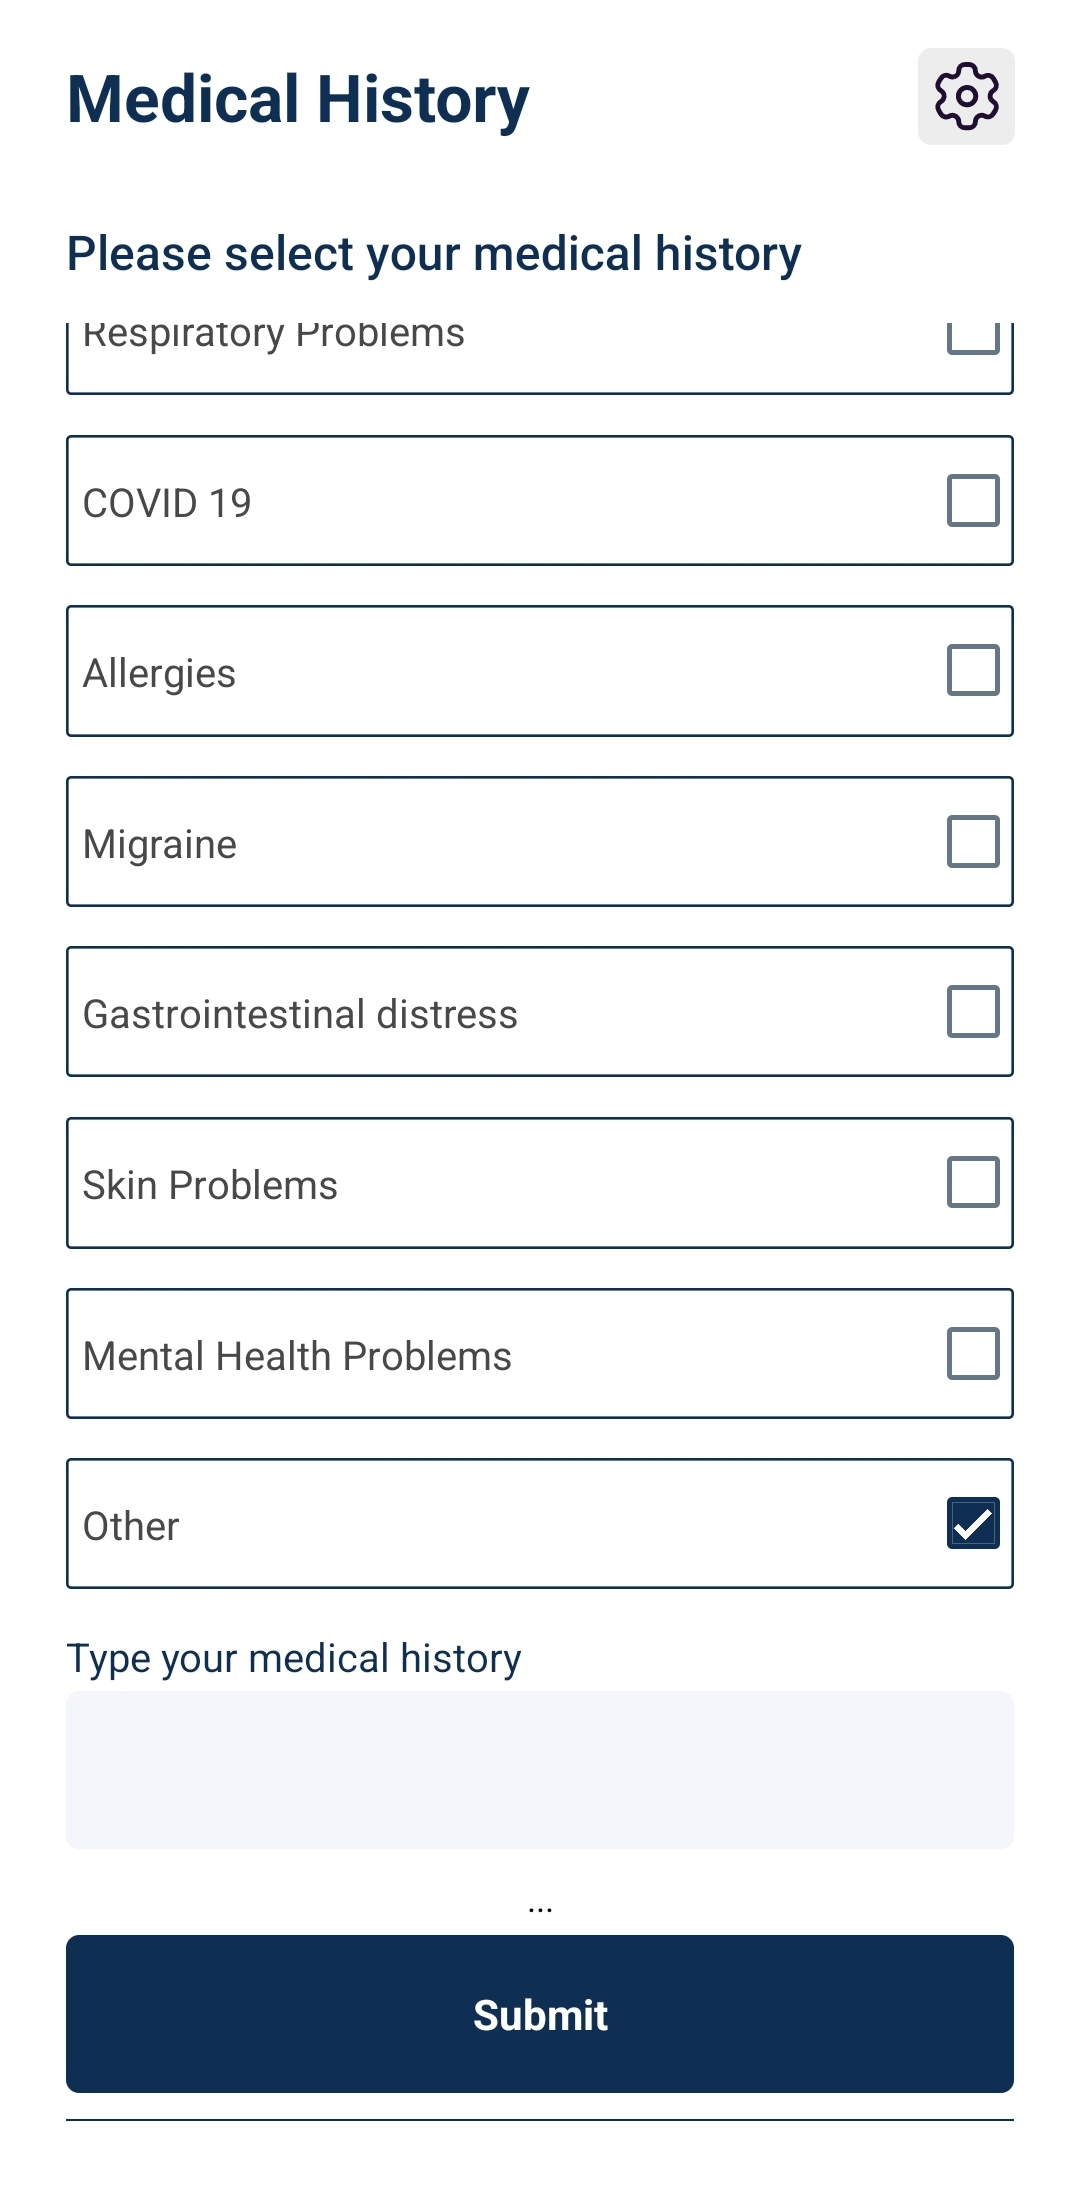 Medical History
Please select your medical history
Respiratory Problems
COVID 19
Allergies
Migraine
Gastrointestinal distress
Skin Problems
Mental Health Problems
Other
Type your medical history
...
Submit